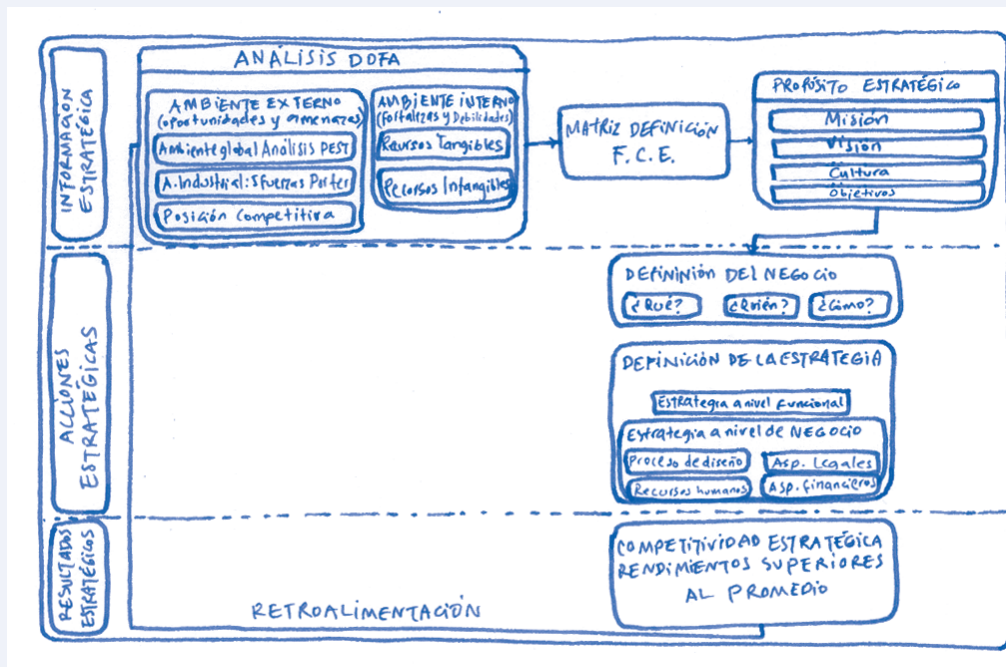 INFORMACIÓN
ESTRATÉGICA
ANÁLISIS DOFA
AMBIENTE EXTERNO
(oportunidades y amenazas)
Ambiente global Análisis PEST
A. Industrial: 5 fuerzas Porter
Posición Competitiva
AMBIENTE INTERNO
(Fortalezas y Debilidades)
Recursos Tangibles
Recursos Intangibles
MATRIZ DEFINICIÓN
F. C. E.
PROPÓSITO ESTRATÉGICO
Misión
Visión
Cultura
Objetivos
ACCIONES
ESTRATÉGICAS
DEFININIÓN DEL NEGOCIO
¿Qué?
¿Quién?
¿Cómo?
DEFINICIÓN DE LA ESTRATEGIA
Estrategia a nivel funcional
Estrategia a nivel de NEGOCIO
Proceso de diseño
Asp. Legales
Recursos humanos
Asp. financieros
RESULTADOS
ESTRATÉGICOS
COMPETITIVIDAD ESTRATÉGICA
RENDIMIENTOS SUPERIORES
AL PROMEDIO
RETROALIMENTACIÓN